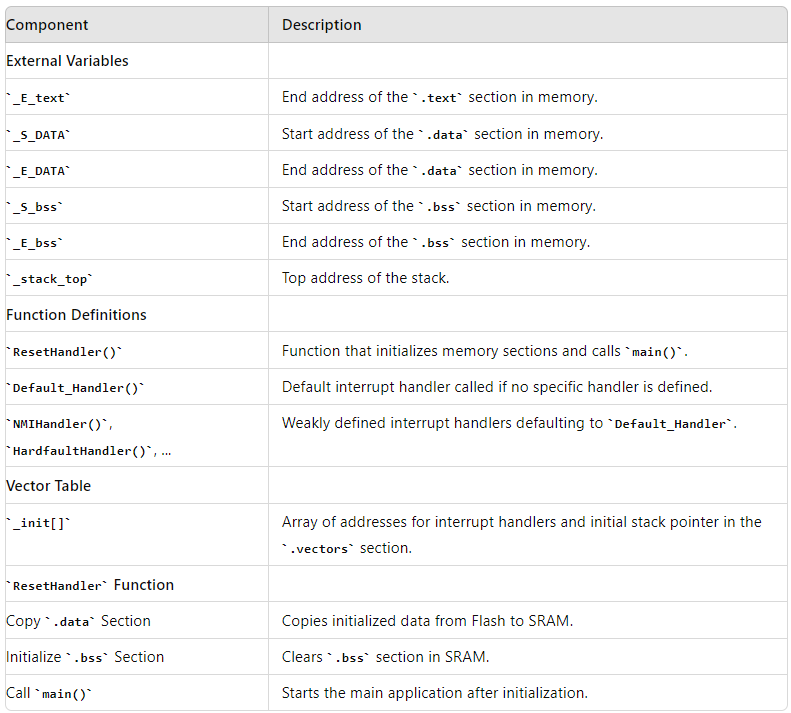 Component Description
External Variables
`_E_text` End address of the `.text` section in memory.
`_S_DATA` Start address of the `.data` section in memory.
`_E_DATA` End address of the `.data` section in memory.
`_S_bss` Start address of the `.bss` section in memory.
`_E_bss` End address of the `.bss` section in memory.
`_stack_top` Top address of the stack.
Function Definitions
`ResetHandler()` Function that initializes memory sections and calls `main()`.
`Default_Handler()` Default interrupt handler called if no specific handler is defined.
`NMIHandler()`, Weakly defined interrupt handlers defaulting to `Default_Handler`.
`HardfaultHandler()`, ...
Vector Table
`_init[]` Array of addresses for interrupt handlers and initial stack pointer in the
`.vectors` section.
`ResetHandler` Function
Copy `.data` Section Copies initialized data from Flash to SRAM.
Initialize `.bss` Section Clears `.bss` section in SRAM.
Call `main()` Starts the main application after initialization.